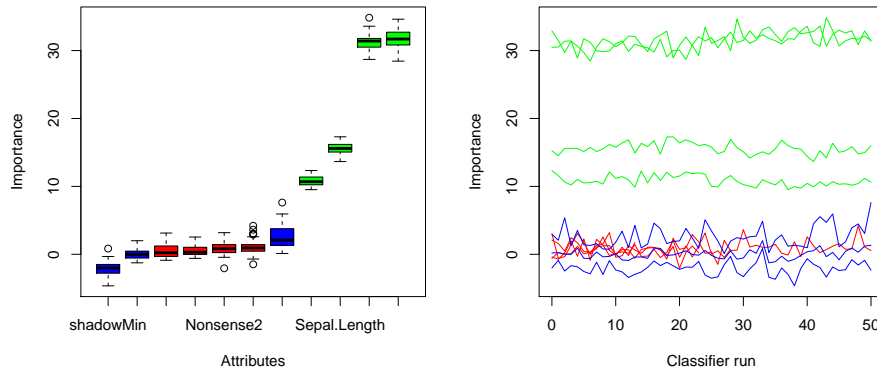 Importance
30
20
10
0
shadowMin
Nonsense2
Sepal.Length
Attributes
Importance
30
20
10
0
0
10
20
30
40
50
Classifier run